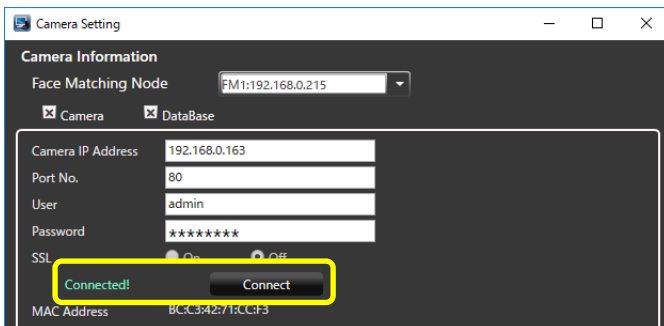 Camera Setting
Camera Information
Face Matching Node FM1:192.168.0.215
Camera DataBase
Camera IP Address 192.168.0.163
Port No. 80
User admin
Password ********
SSL On Off
Connected! Connect
MAC Address BC:C3:42:71:CC:F3